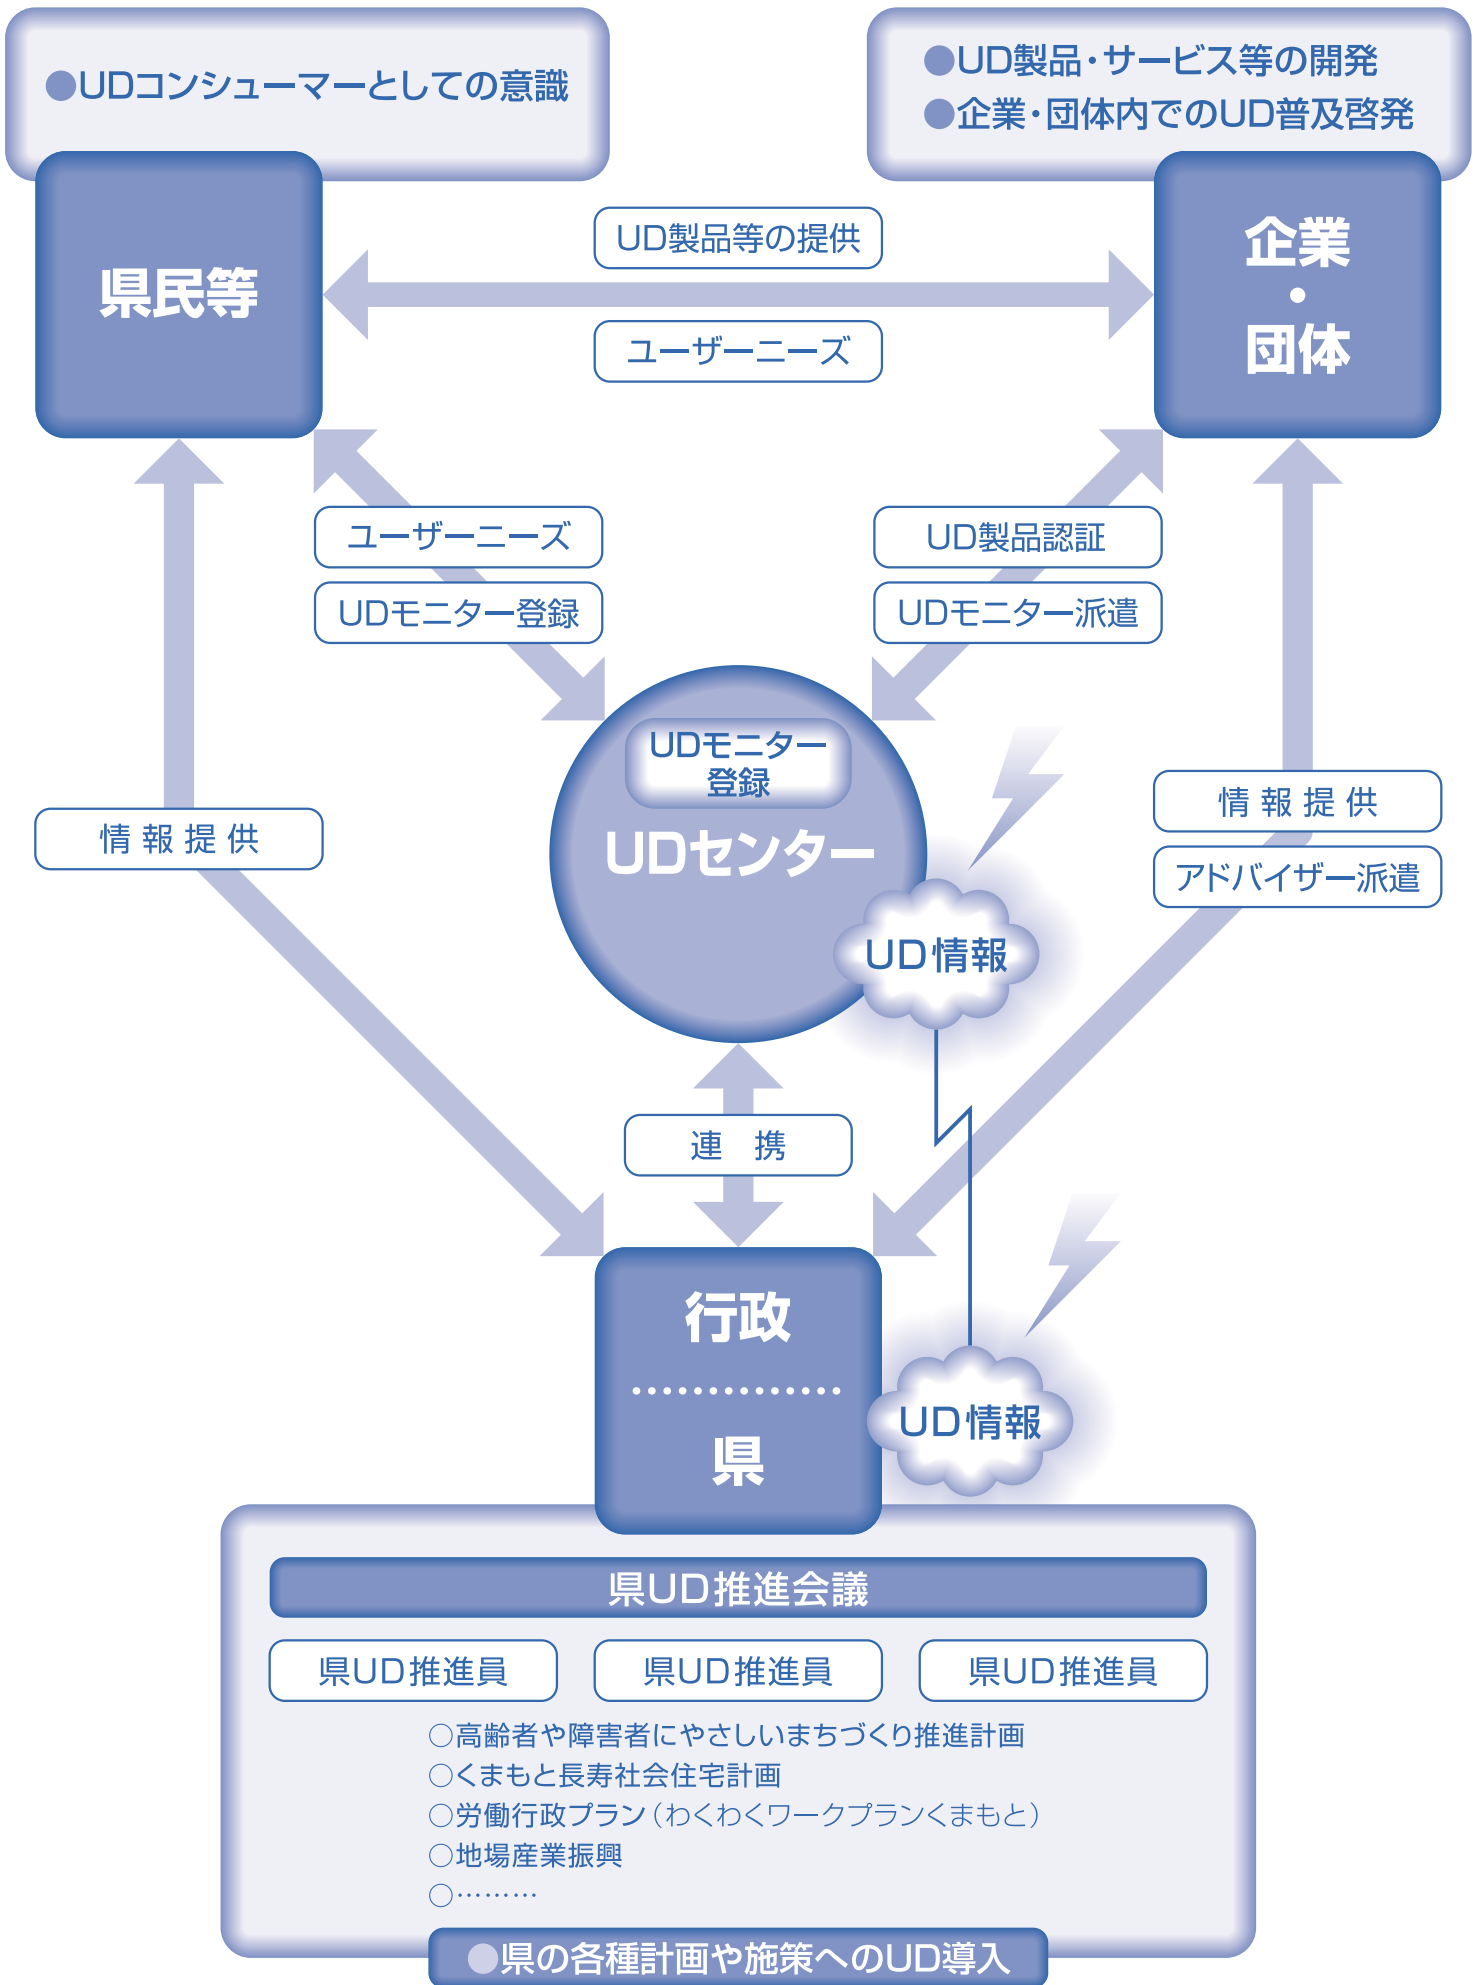 ●UDコンシューマーとしての意識
●UD製品・サービス等の開発
●企業・団体内でのUD普及啓発
県民等
企業
・
団体
UD製品等の提供
ユーザーニーズ
ユーザーニーズ
UDモニター登録
UD製品認証
UDモニター派遣
UDモニター
登録
UDセンター
情報提供
情報提供
アドバイザー派遣
UD情報
連 携
行政
……………
県
UD情報
県UD推進会議
県UD推進員
県UD推進員
県UD推進員
○高齢者や障害者にやさしいまちづくり推進計画
○くまもと長寿社会住宅計画
○労働行政プラン（わくわくワークプランくまもと）
○地場産業振興
○………
●県の各種計画や施策へのUD導入